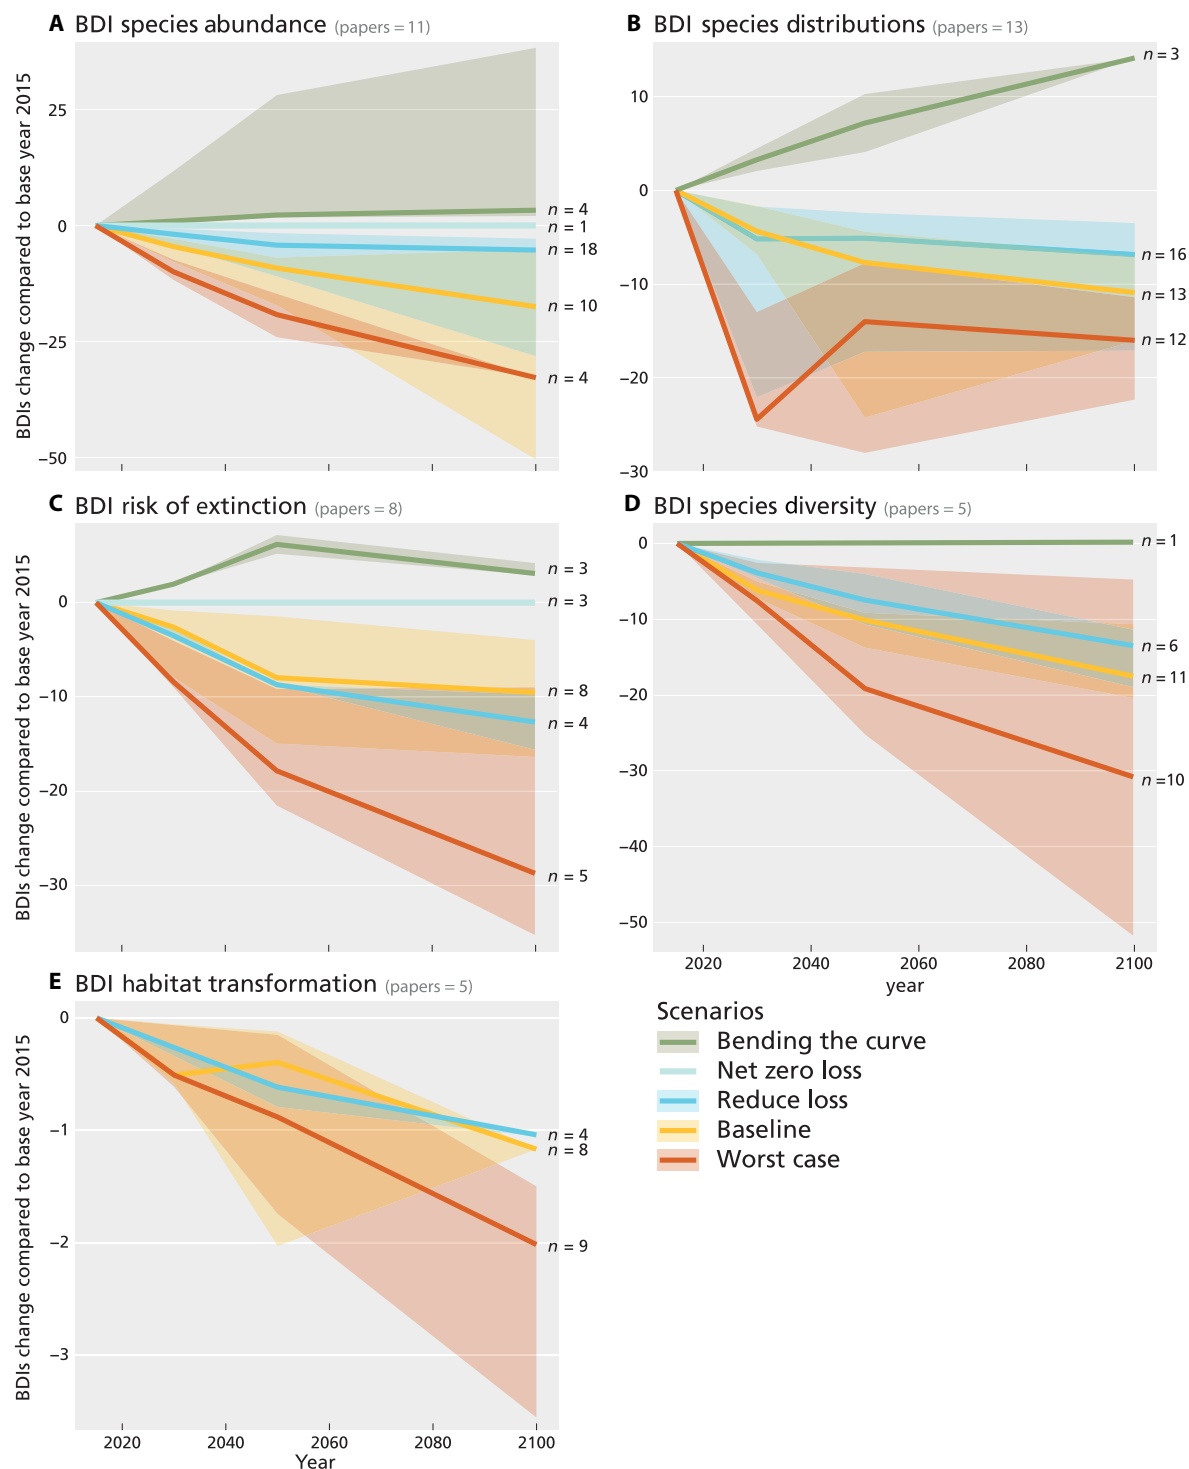 A BDI species abundance (papers = 11)
BDIs change compared to base year 2015
25
0
−25
−50
n = 4
n = 1
n = 18
n = 10
n = 4
B BDI species distributions (papers = 13)
10
0
−10
−20
−30
n = 3
n = 16
n = 13
n = 12
C BDI risk of extinction (papers = 8)
BDIs change compared to base year 2015
0
−10
−20
−30
n = 3
n = 3
n = 8
n = 4
n = 5
D BDI species diversity (papers = 5)
0
−10
−20
−30
−40
−50
n = 1
n = 6
n = 11
n =10
2020 2040 2060 2080 2100
year
E BDI habitat transformation (papers = 5)
BDIs change compared to base year 2015
0
−1
−2
−3
n = 4
n = 8
n = 9
2020 2040 2060 2080 2100
Year
Scenarios
Bending the curve
Net zero loss
Reduce loss
Baseline
Worst case